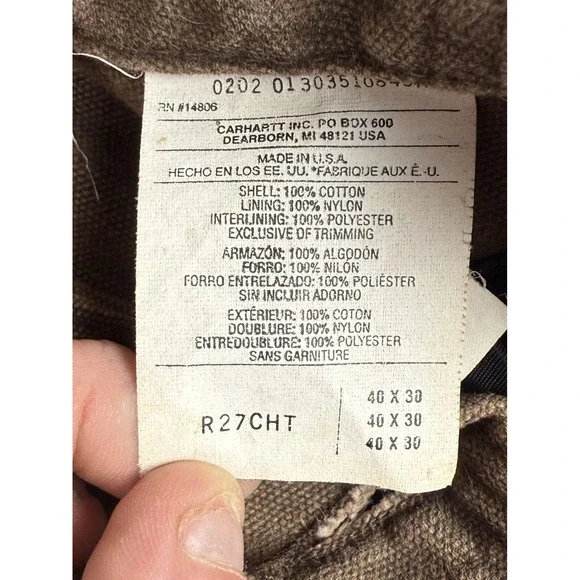 0202
RN #14806
CARHARTT INC. PO BOX 600
DEARBORN, MI 48121 USA
MADE IN U.S.A.
HECHO EN LOS EE. UU. *FABRIQUE AUX É.-U.
SHELL: 100% COTTON
LINING: 100% NYLON
INTERLINING: 100% POLYESTER
EXCLUSIVE OF TRIMMING
ARMAZÓN: 100% ALGODÓN
FORRO: 100% NILÓN
FORRO ENTRELAZADO: 100% POLIÉSTER
SIN INCLUIR ADORNO
EXTÉRIEUR: 100% COTON
DOUBLURE: 100% NYLON
ENTREDOUBLURE: 100% POLYESTER
SANS GARNITURE
R27CHT
40 X 30
40 X 30
40 X 30